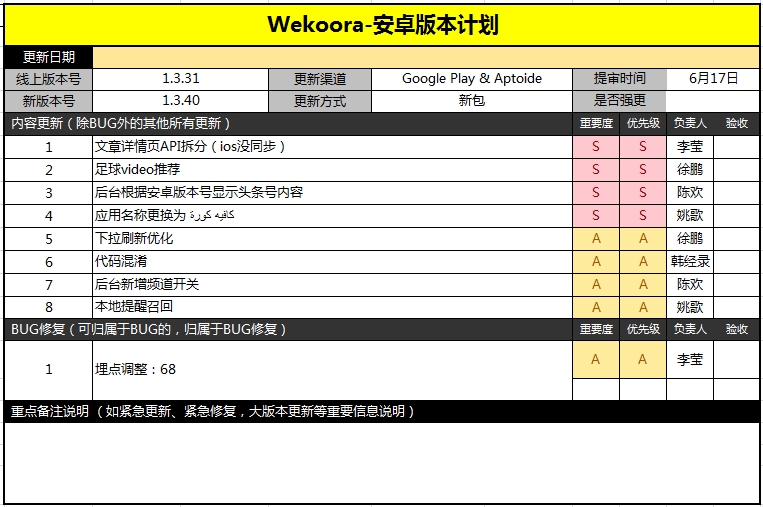 Wekoora-安卓版本计划
更新日期
线上版本号 1.3.31 更新渠道 Google Play & Aptoide 提审时间 6月17日
新版本号 1.3.40 更新方式 新包 是否强更
内容更新（除BUG外的其他所有更新） 重要度 优先级 负责人 验收
1 文章详情页API拆分（ios没同步） S S 李莹
2 足球video推荐 S S 徐鹏
3 后台根据安卓版本号显示头条号内容 S S 陈欢
4 应用名称更换为 كافيه كورة S S 姚歌
5 下拉刷新优化 A A 徐鹏
6 代码混淆 A A 韩经录
7 后台新增频道开关 A A 陈欢
8 本地提醒召回 A A 姚歌
BUG修复（可归属于BUG的，归属于BUG修复） 重要度 优先级 负责人 验收
1 埋点调整：68 A A 李莹
重点备注说明 （如紧急更新、紧急修复，大版本更新等重要信息说明）